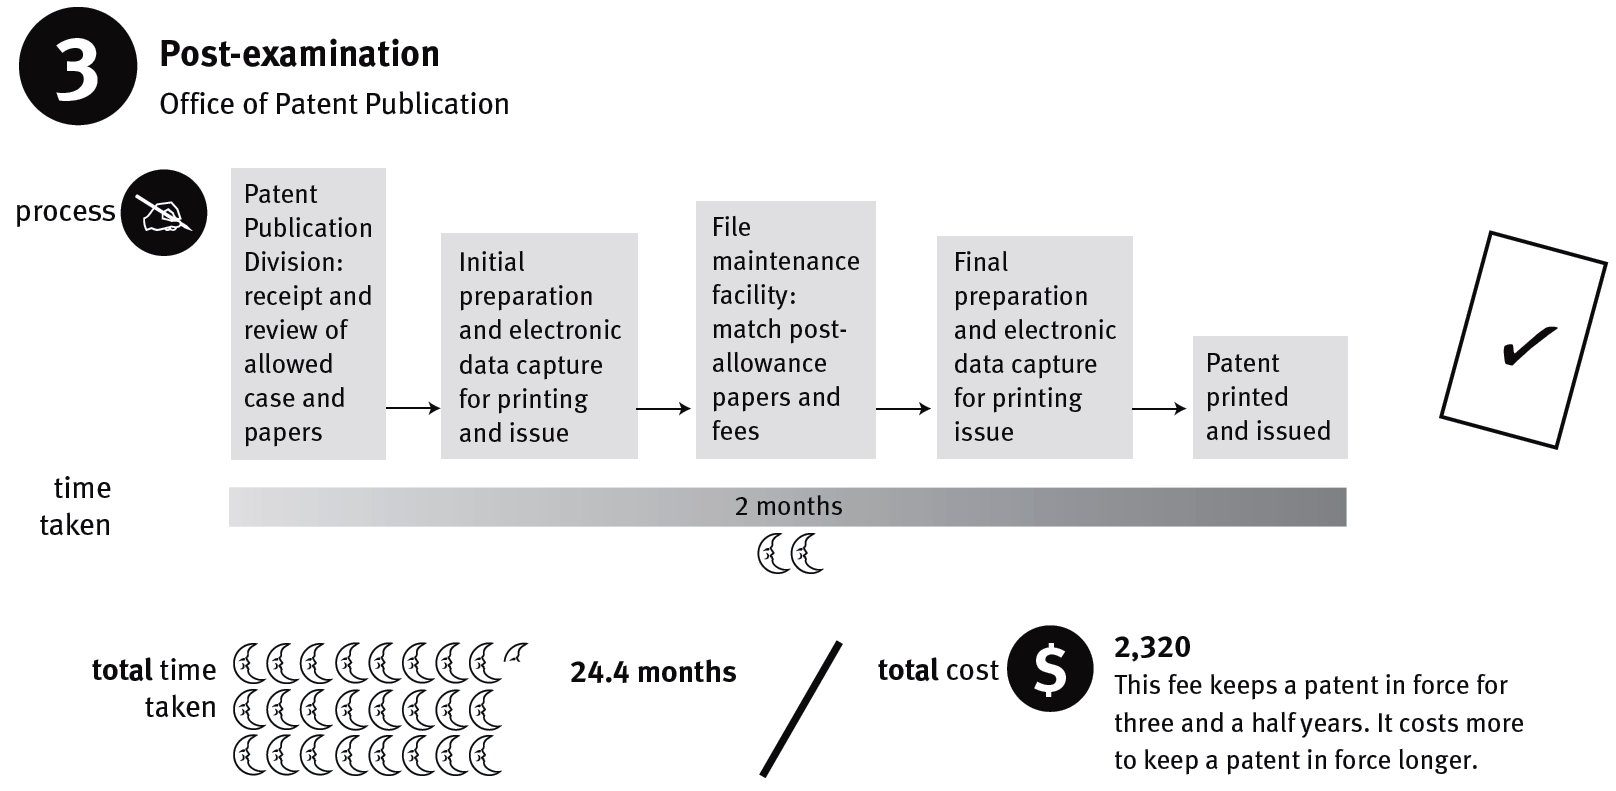 3
Post-examination
Office of Patent Publication
process
Patent
Publication
Division:
receipt and
review of
allowed
case and
papers
Initial
preparation
and electronic
data capture
for printing
and issue
File
maintenance
facility:
match post-
allowance
papers and
fees
Final
preparation
and electronic
data capture
for printing
issue
Patent
printed
and issued
time
taken
2 months
total time
taken
24.4 months
total cost
$
2,320
This fee keeps a patent in force for
three and a half years. It costs more
to keep a patent in force longer.